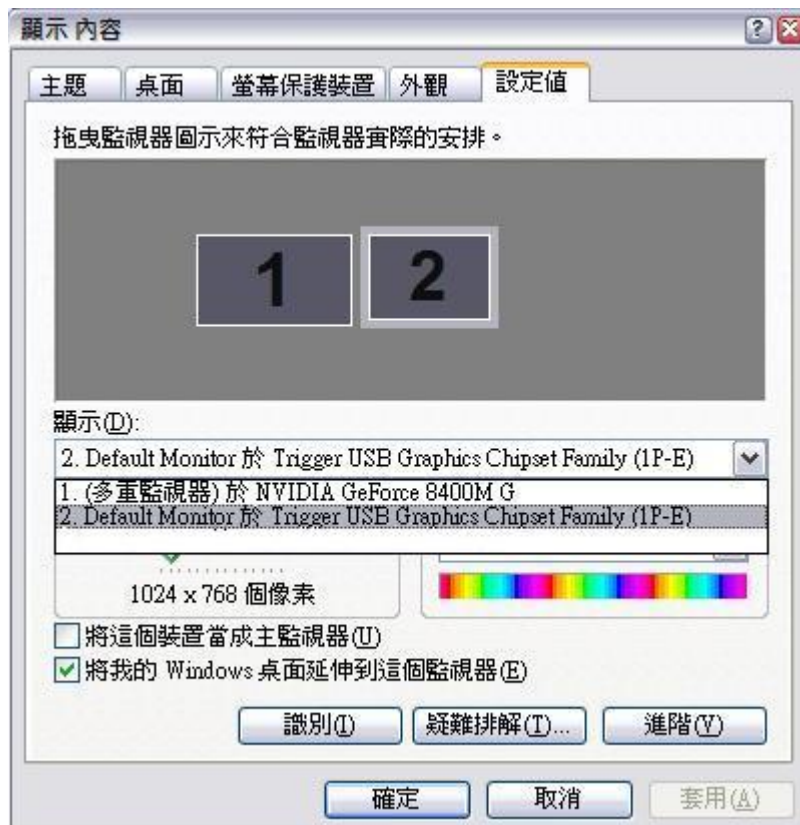 顯示 內容
主題 桌面 螢幕保護裝置 外觀 設定值
拖曳監視器圖示來符合監視器實際的安排。
1 2
顯示(D):
2. Default Monitor 於 Trigger USB Graphics Chipset Family (1P-E)
1. (多重監視器) 於 NVIDIA GeForce 8400M G
2. Default Monitor 於 Trigger USB Graphics Chipset Family (1P-E)
1024 x 768 個像素
將這個裝置當成主監視器(U)
將我的 Windows 桌面延伸到這個監視器(E)
識別(I) 疑難排解(T)... 進階(V)
確定 取消 套用(A)